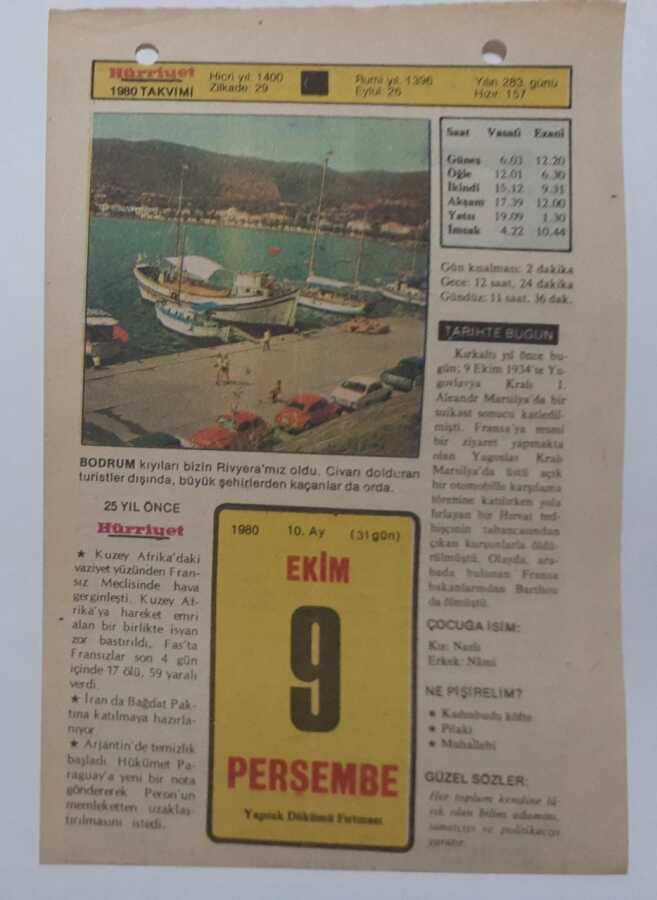 Hürriyet
1980 TAKVİMİ
Hicri yıl: 1400
Zilkade: 29
Rumi yıl: 1396
Eylül: 26
Yılın 283. günü
Hızır: 157
Saat Vasati Ezani
Güneş 6.03 12.20
Öğle 12.01 6.30
İkindi 15.12 9.31
Akşam 17.39 12.00
Yatsı 19.09 1.30
İmsak 4.22 10.44
Gün kısalması: 2 dakika
Gece: 12 saat, 24 dakika
Gündüz: 11 saat, 36 dak.
BODRUM kıyıları bizin Rivyera'mız oldu. Civarı dolduran
turistler dışında, büyük şehirlerden kaçanlar da orda.
TARİHTE BUGÜN
Kırkaltı yıl önce bu-
gün; 9 Ekim 1934'te Yu-
goslavya Kralı 1.
Aleandr Marsilya'da bir
suikast sonucu katledil-
mişti. Fransa'ya resmi
bir ziyaret yapmakta
olan Yugoslav Kralı
Marsilya'da üstü açık
bir otomobille karşılama
törenine katılırken yola
fırlayan bir Hırvat ted-
hişçinin tabancasından
çıkan kurşunlarla öldü-
rülmüştü. Olayda, ara-
bada bulunan Fransa
bakanlarından Barthou
da ölmüştü.
25 YIL ÖNCE
Hürriyet
★ Kuzey Afrika'daki
vaziyet yüzünden Fran-
sız Meclisinde hava
gerginleşti. Kuzey Af-
rika'ya hareket emri
alan bir birlikte isyan
zor bastırıldı. Fas'ta
Fransızlar son 4 gün
içinde 17 ölü, 59 yaralı
verdi.
★ İran da Bağdat Pak-
tına katılmaya hazırla-
nıyor.
★ Arjantin'de temizlik
başladı. Hükümet Pa-
raguay'a yeni bir nota
göndererek Peron'un
memleketten uzaklaş-
tırılmasını istedi.
1980 10. Ay (31 gün)
EKİM
9
PERŞEMBE
Yaprak Dökümü Fırtınası
ÇOCUĞA İSİM:
Kız: Nazlı
Erkek: Nâmi
NE PİŞİRELİM?
★ Kadınbudu köfte
★ Pilaki
★ Muhallebi
GÜZEL SÖZLER:
Her toplum kendine lâ-
yık olan bilim adamını,
sanatçıyı ve politikacıyı
yaratır.